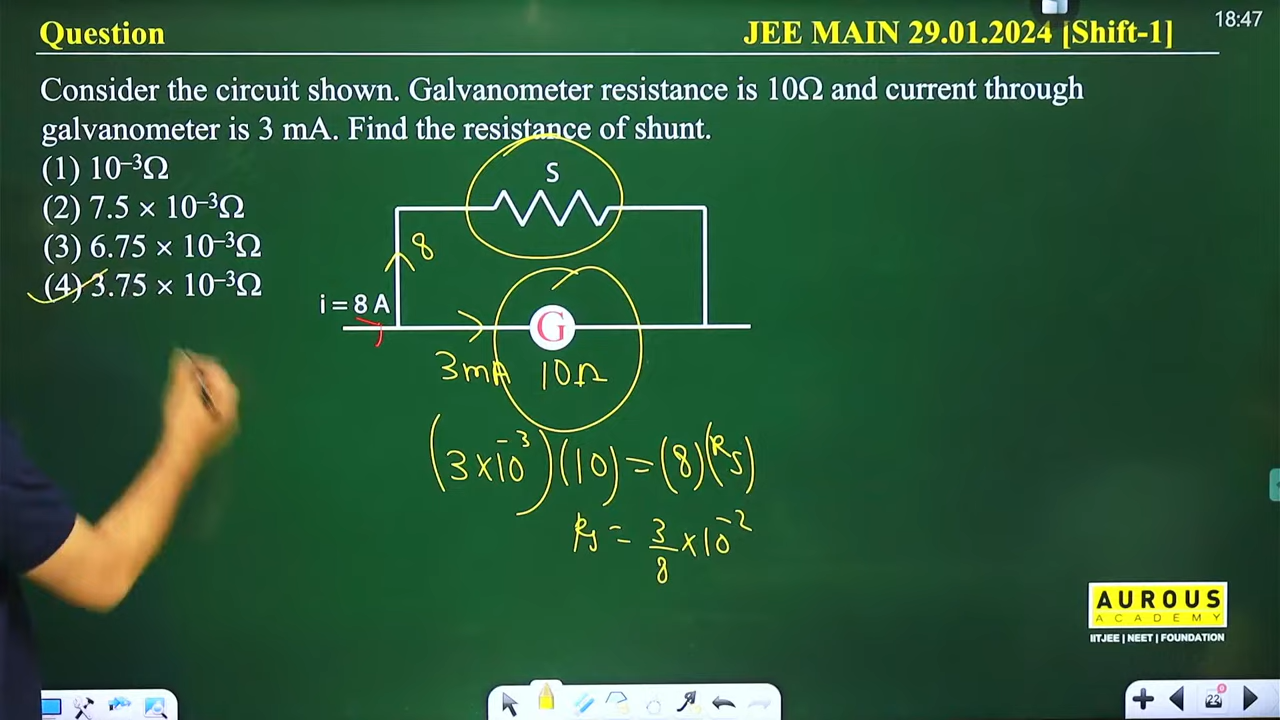 Question
JEE MAIN 29.01.2024 [Shift-1]
18:47
Consider the circuit shown. Galvanometer resistance is 10Ω and current through
galvanometer is 3 mA. Find the resistance of shunt.
(1) 10⁻³Ω
(2) 7.5 × 10⁻³Ω
(3) 6.75 × 10⁻³Ω
(4) 3.75 × 10⁻³Ω
S
8
i = 8 A
G
3mA
10Ω
(3×10⁻³)(10) = (8)(Rs)
Rs = 3/8 × 10⁻²
AUROUS
ACADEMY
IITJEE | NEET | FOUNDATION
22